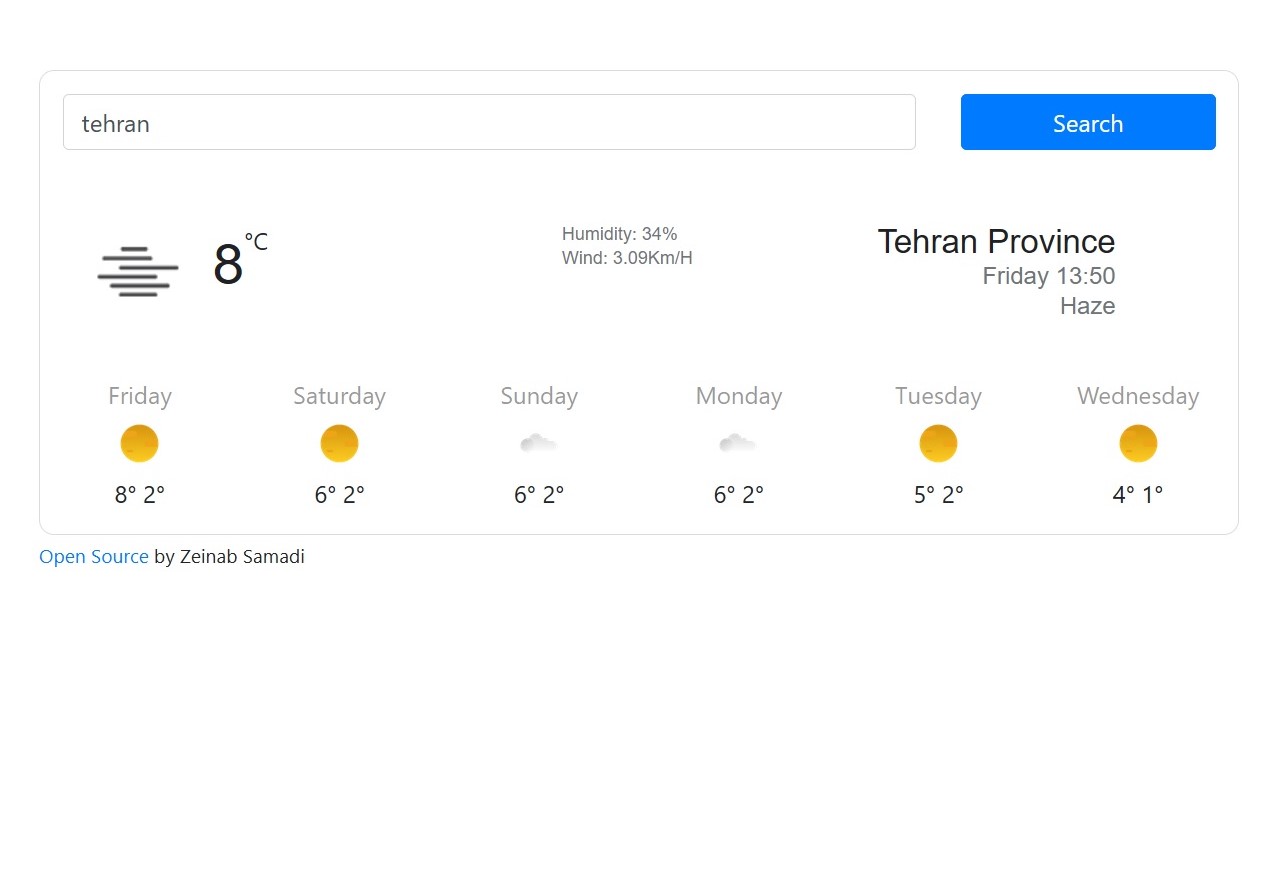 tehran
Search
8°C
Humidity: 34%
Wind: 3.09Km/H
Tehran Province
Friday 13:50
Haze
Friday Saturday Sunday Monday Tuesday Wednesday
8° 2° 6° 2° 6° 2° 6° 2° 5° 2° 4° 1°
Open Source by Zeinab Samadi